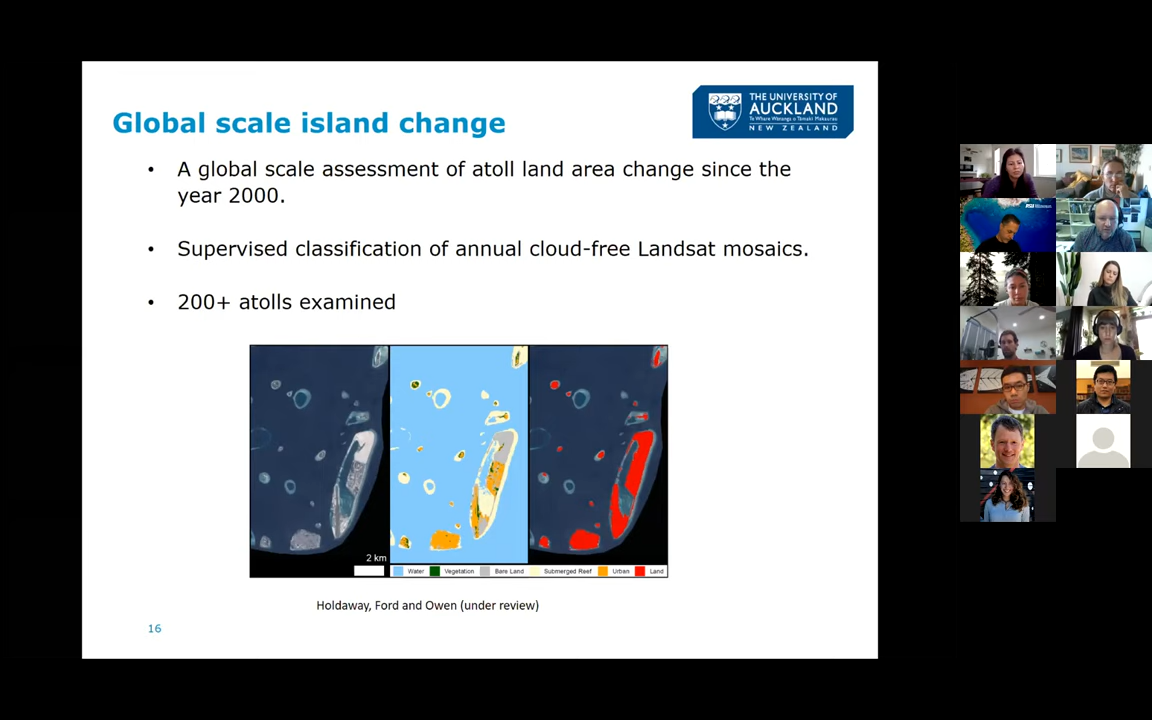 Global scale island change
THE UNIVERSITY OF
AUCKLAND
Te Whare Wānanga o Tāmaki Makaurau
NEW ZEALAND
• A global scale assessment of atoll land area change since the
year 2000.
• Supervised classification of annual cloud-free Landsat mosaics.
• 200+ atolls examined
2 km
Water Vegetation Bare Land Submerged Reef Urban Land
Holdaway, Ford and Owen (under review)
16